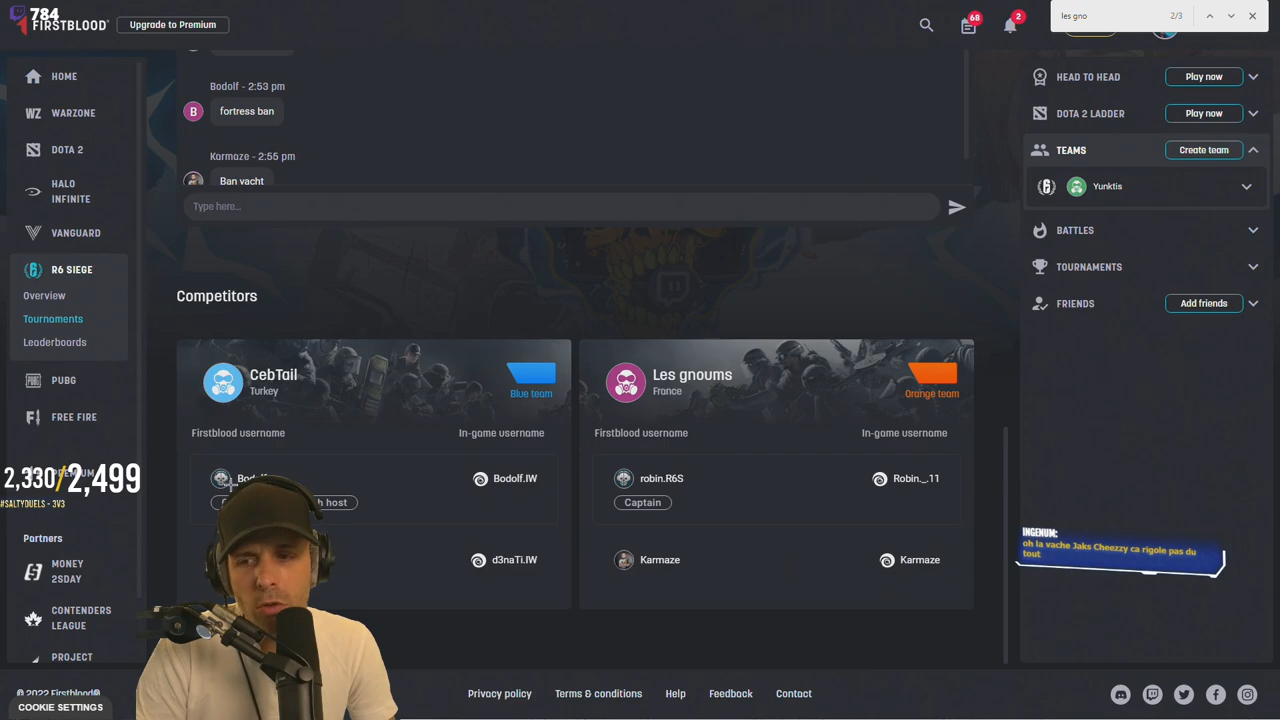 784
FIRSTBLOOD
Upgrade to Premium
68
2
les gno
2/3
HOME
WZ WARZONE
DOTA 2
HALO
INFINITE
VANGUARD
R6 SIEGE
Overview
Tournaments
Leaderboards
PUBG
PUBG
FREE FIRE
2,330/2,499
#SALTYDUELS - 3V3
Partners
MONEY
2SDAY
CONTENDERS
LEAGUE
PROJECT
© 2022 Firstblood®
COOKIE SETTINGS
Bodolf - 2:53 pm
B
fortress ban
Karmaze - 2:55 pm
Ban yacht
Type here...
Competitors
CebTail
Turkey
Blue team
Firstblood username
In-game username
Bodolf.IW
h host
d3naTi.IW
Les gnoums
France
Orange team
Firstblood username
In-game username
robin.R6S
Robin._.11
Captain
Karmaze
Karmaze
HEAD TO HEAD
Play now
DOTA 2 LADDER
Play now
TEAMS
Create team
Yunktis
BATTLES
TOURNAMENTS
FRIENDS
Add friends
INGENUM:
oh la vache Jaks Cheezzy ca rigole pas du
tout
Privacy policy
Terms & conditions
Help
Feedback
Contact